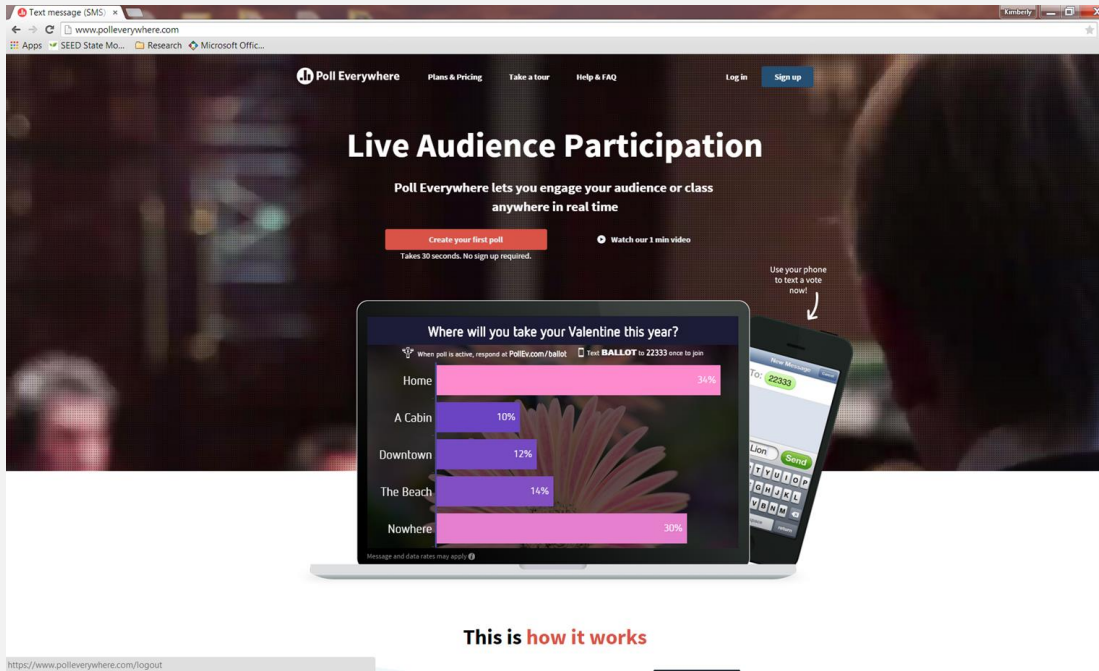 Text message (SMS)
Kimberly
www.polleverywhere.com
Apps SEED State Mo... Research Microsoft Offic...
Poll Everywhere Plans & Pricing Take a tour Help & FAQ Log in Sign up
Live Audience Participation
Poll Everywhere lets you engage your audience or class
anywhere in real time
Create your first poll Watch our 1 min video
Takes 30 seconds. No sign up required.
Use your phone
to text a vote
now!
Where will you take your Valentine this year?
When poll is active, respond at PollEv.com/ballot Text BALLOT to 22333 once to join
Home 34%
A Cabin 10%
Downtown 12%
The Beach 14%
Nowhere 30%
Message and data rates may apply
New Message
To: 22333
Lion Send
T Y U I O P
G H J K L
V B N M
return
This is how it works
https://www.polleverywhere.com/logout